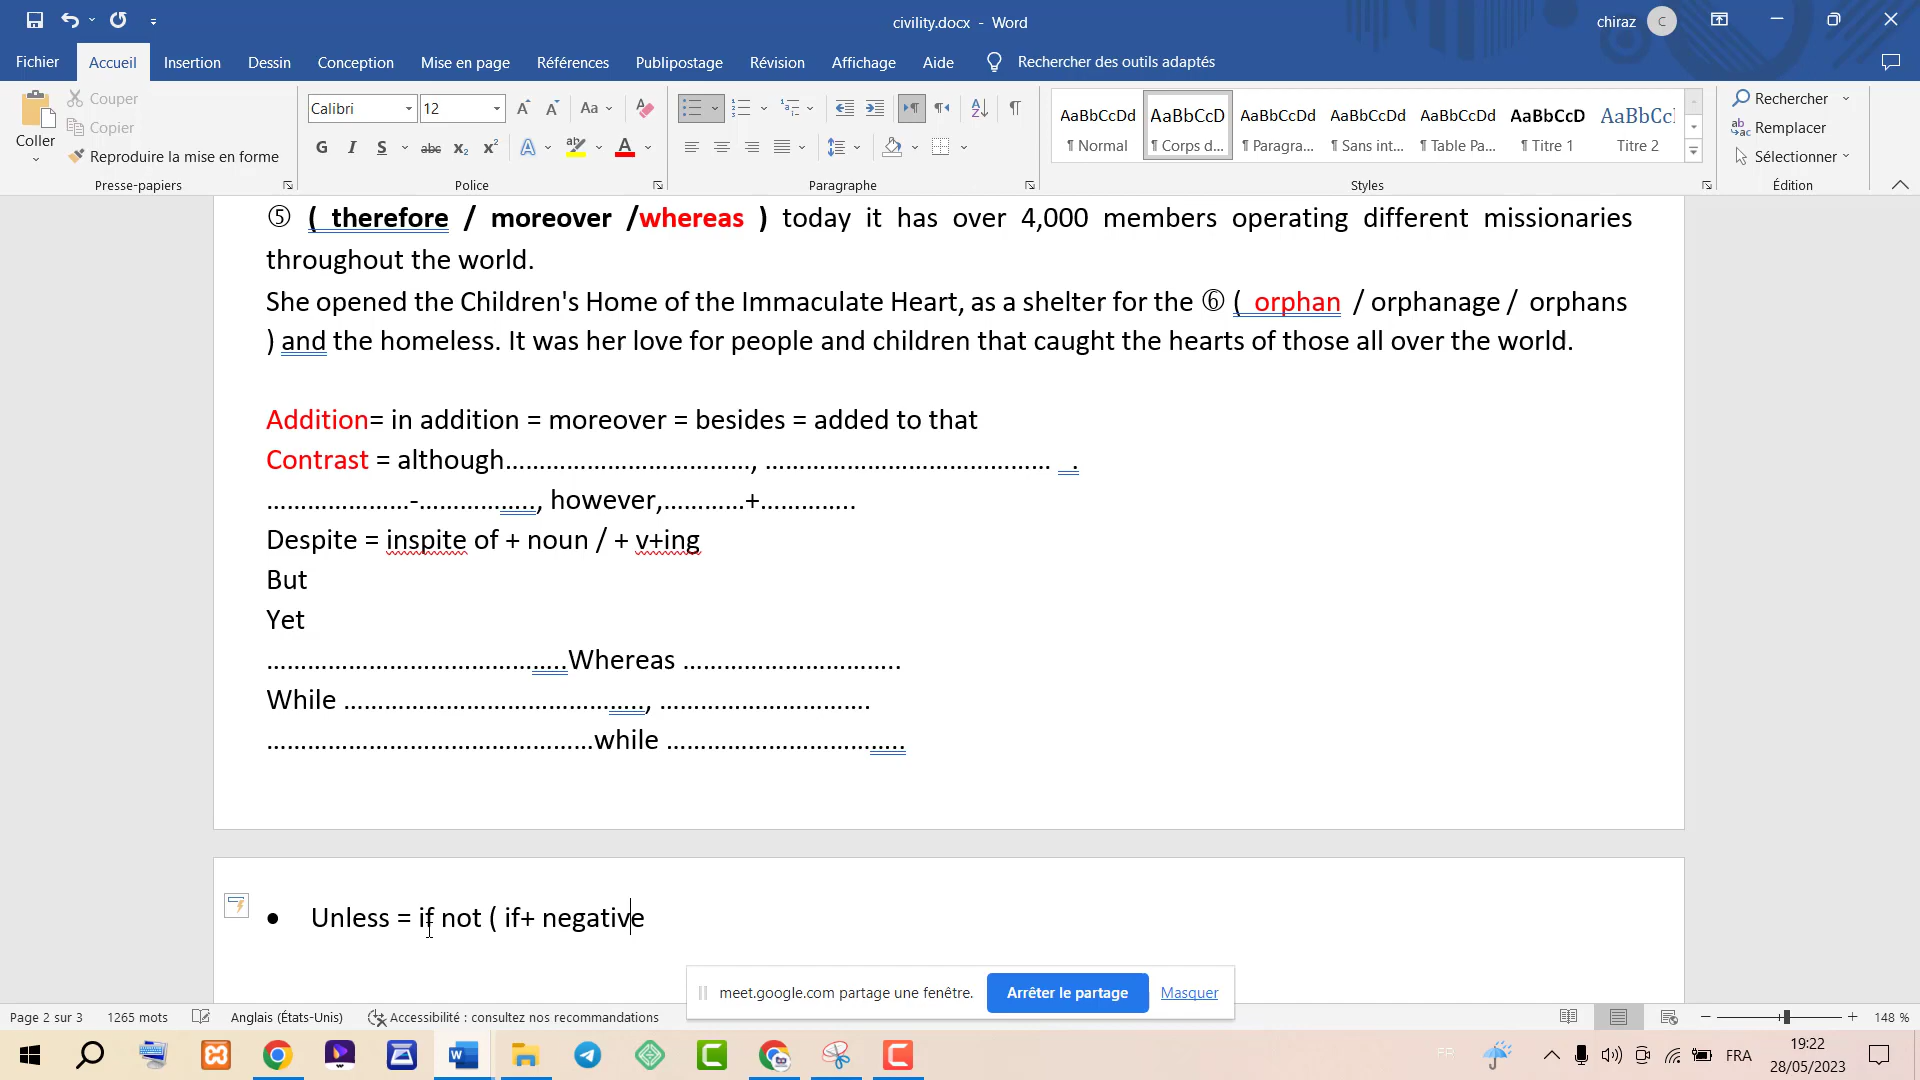 civility.docx - Word
chiraz
C
Fichier
Accueil
Insertion
Dessin
Conception
Mise en page
Références
Publipostage
Révision
Affichage
Aide
Rechercher des outils adaptés
Coller
Couper
Copier
Reproduire la mise en forme
Presse-papiers
Calibri
12
Police
Paragraphe
AaBbCcDd
¶ Normal
AaBbCcD
¶ Corps d...
AaBbCcDd
¶ Paragra...
AaBbCcDd
¶ Sans int...
AaBbCcDd
¶ Table Pa...
AaBbCcD
¶ Titre 1
AaBbCcI
Titre 2
Styles
Rechercher
Remplacer
Sélectionner
Édition
⑤ ( therefore / moreover /whereas ) today it has over 4,000 members operating different missionaries
throughout the world.
She opened the Children's Home of the Immaculate Heart, as a shelter for the ⑥ ( orphan / orphanage / orphans
) and the homeless. It was her love for people and children that caught the hearts of those all over the world.
Addition= in addition = moreover = besides = added to that
Contrast = although………………………………, …………………………………… .
…………………-……………..., however,…………+…………..
Despite = inspite of + noun / + v+ing
But
Yet
……………………………………..Whereas …………………………..
While …………………………………….., ………………………….
…………………………………………while ……………………………..
• Unless = if not ( if+ negative
meet.google.com partage une fenêtre.
Arrêter le partage
Masquer
Page 2 sur 3
1265 mots
Anglais (États-Unis)
Accessibilité : consultez nos recommandations
148 %
FRA
19:22
28/05/2023